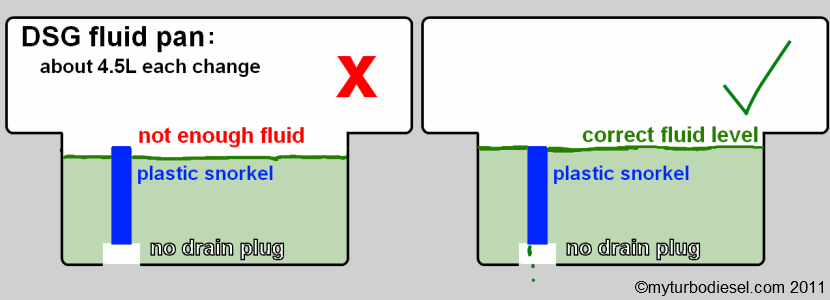 DSG fluid pan:
about 4.5L each change
X
not enough fluid
plastic snorkel
no drain plug
correct fluid level
plastic snorkel
no drain plug
©myturbodiesel.com 2011